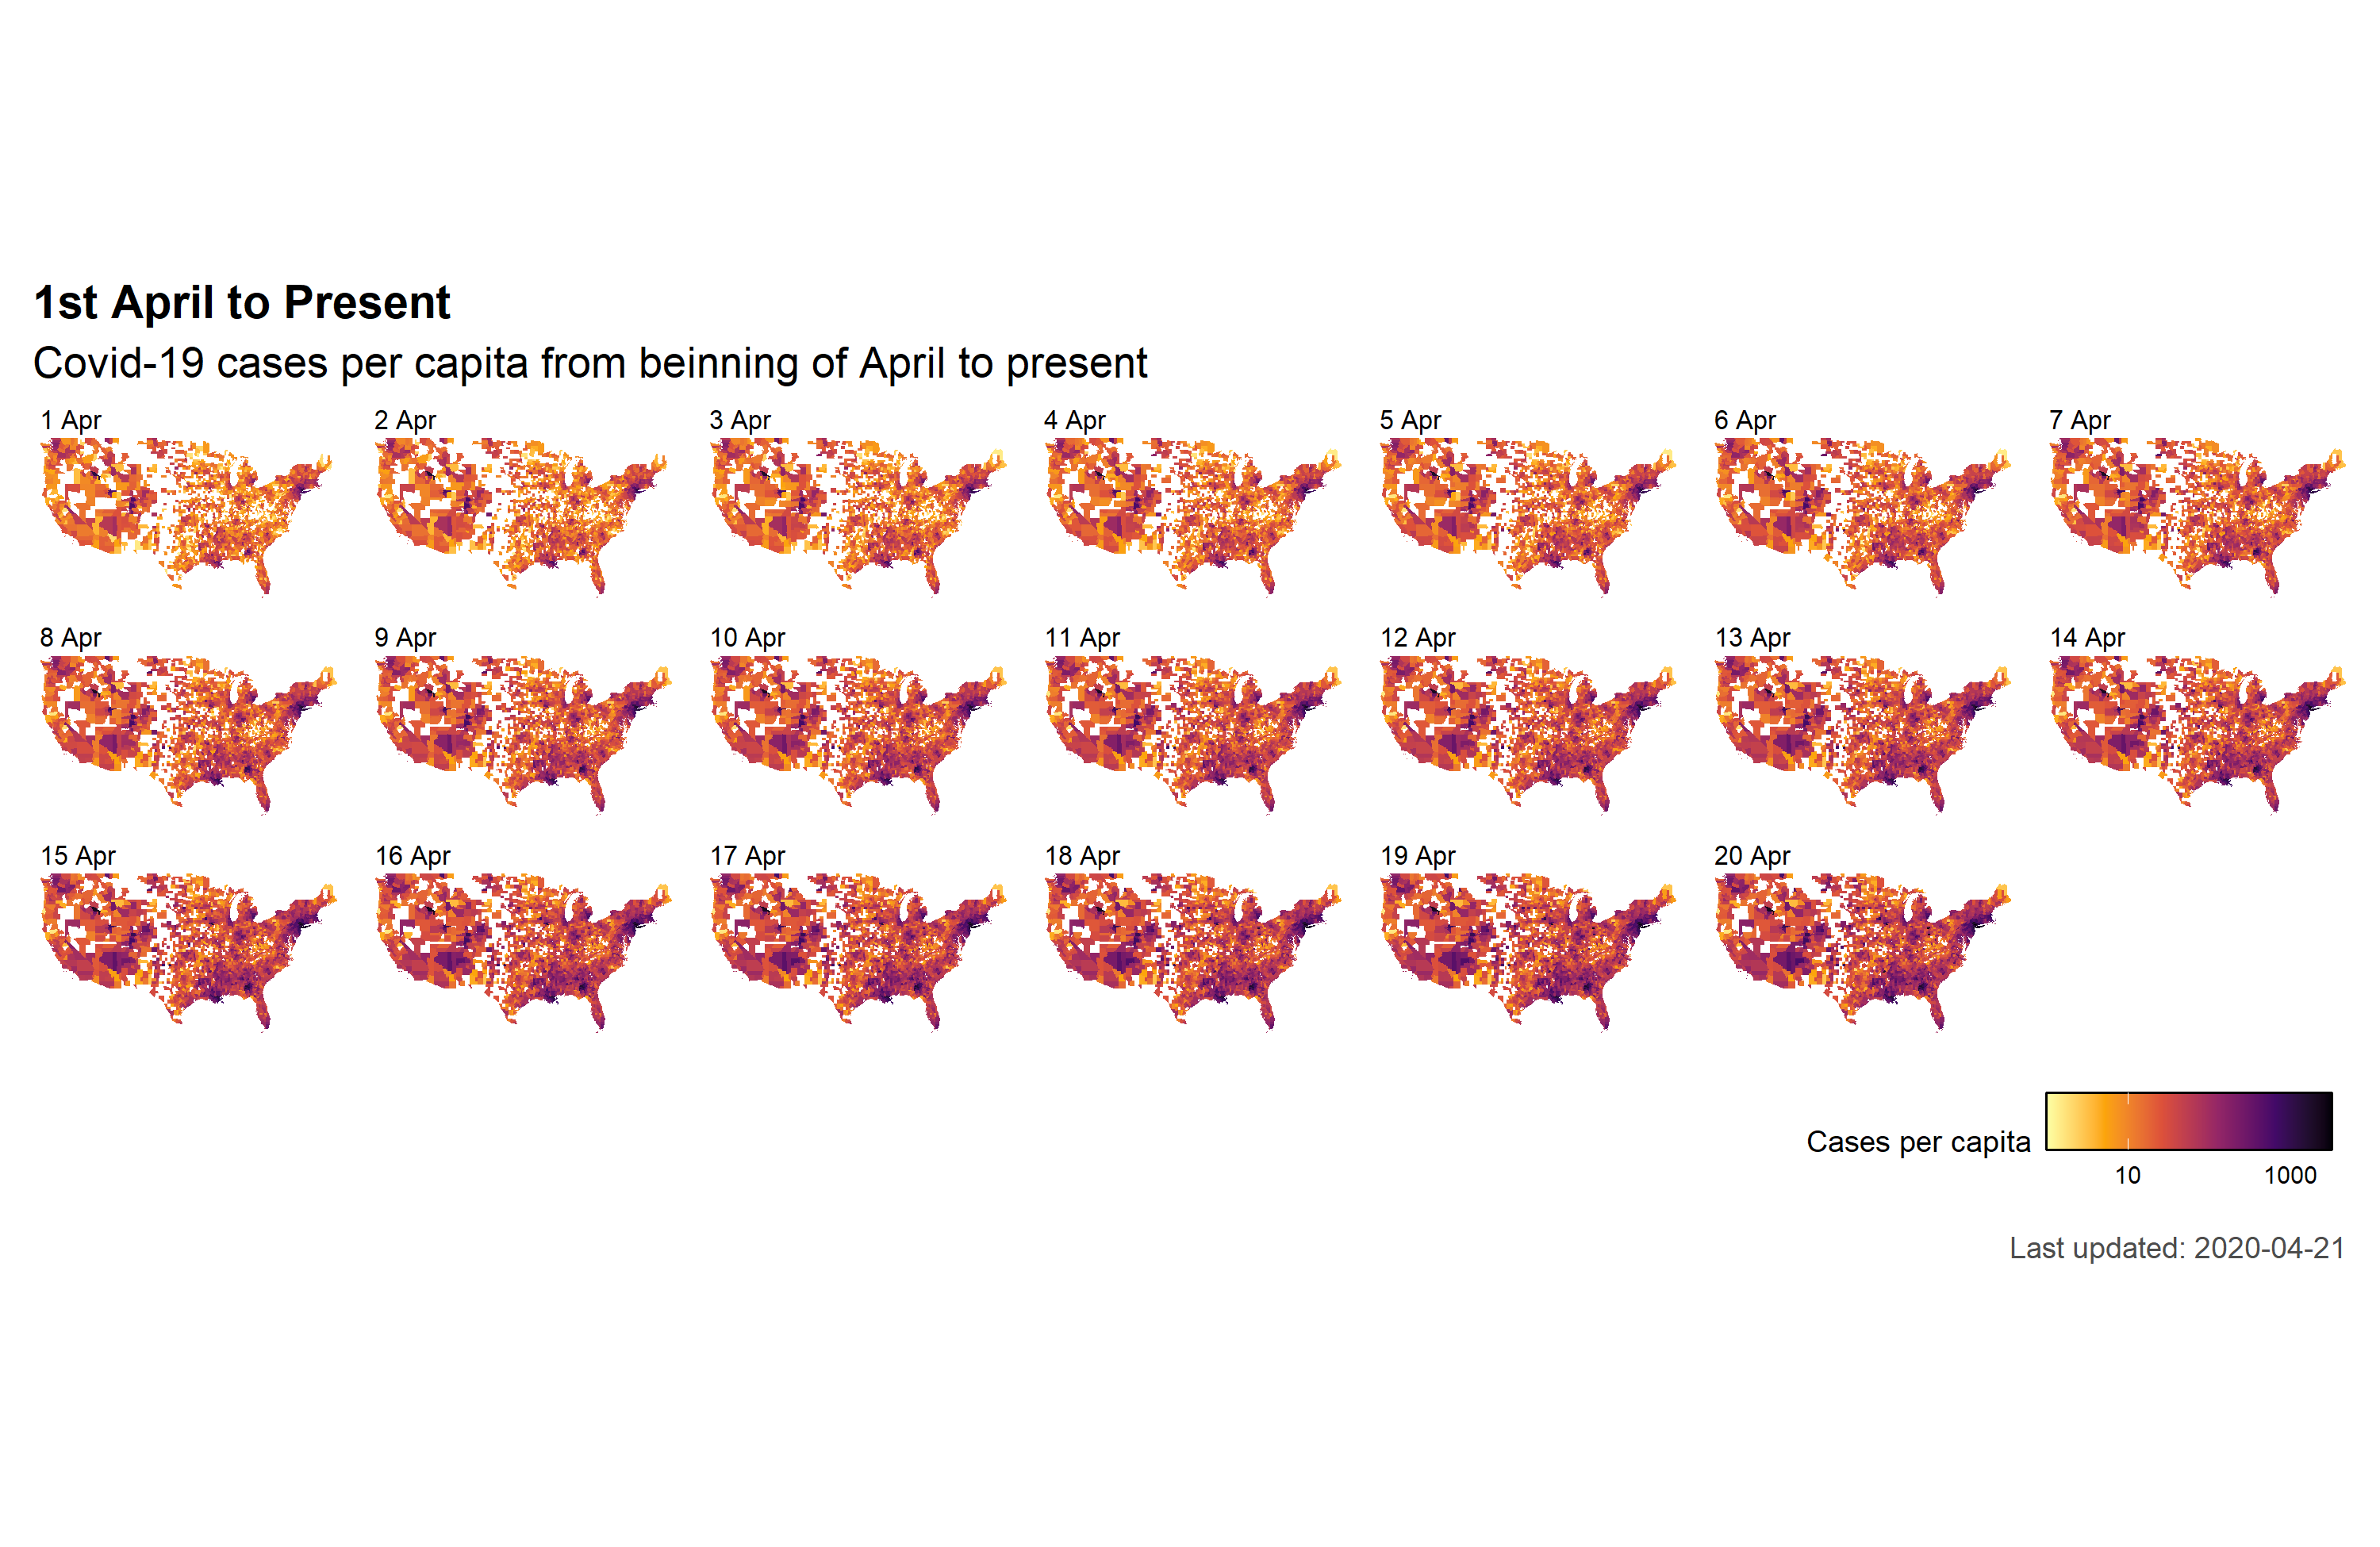 1st April to Present
Covid-19 cases per capita from beinning of April to present
1 Apr
2 Apr
3 Apr
4 Apr
5 Apr
6 Apr
7 Apr
8 Apr
9 Apr
10 Apr
11 Apr
12 Apr
13 Apr
14 Apr
15 Apr
16 Apr
17 Apr
18 Apr
19 Apr
20 Apr
Cases per capita
10
1000
Last updated: 2020-04-21